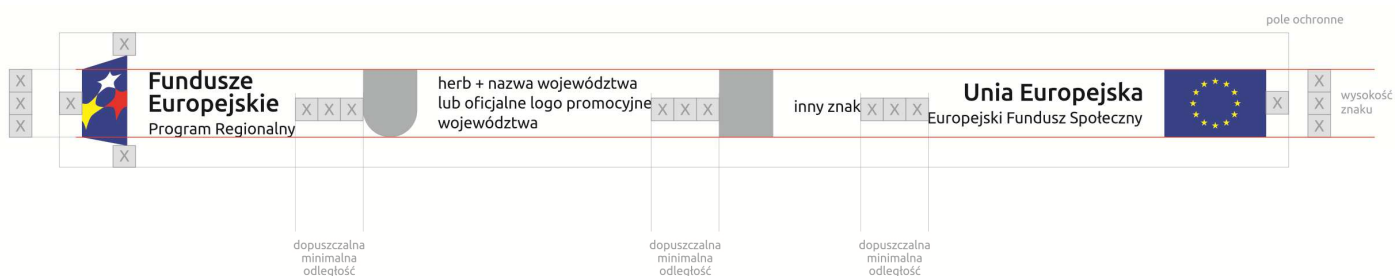 pole ochronne
X
X
X
X
X
X
Fundusze
Europejskie
Program Regionalny
X X X
herb + nazwa województwa
lub oficjalne logo promocyjne
województwa
X X X
inny znak
X X X
Unia Europejska
Europejski Fundusz Społeczny
X
X
X
X
wysokość
znaku
dopuszczalna
minimalna
odległość
dopuszczalna
minimalna
odległość
dopuszczalna
minimalna
odległość